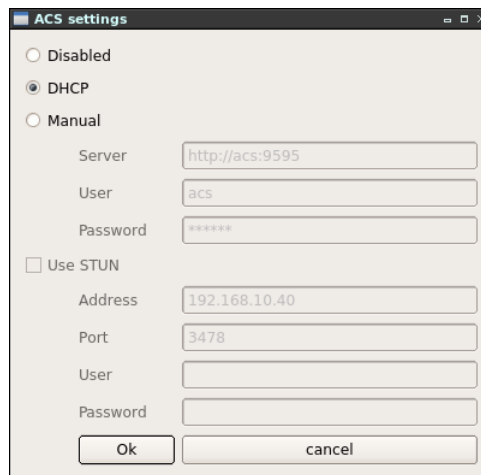 ACS settings
Disabled
DHCP
Manual
Server http://acs:9595
User acs
Password ******
Use STUN
Address 192.168.10.40
Port 3478
User
Password
Ok cancel